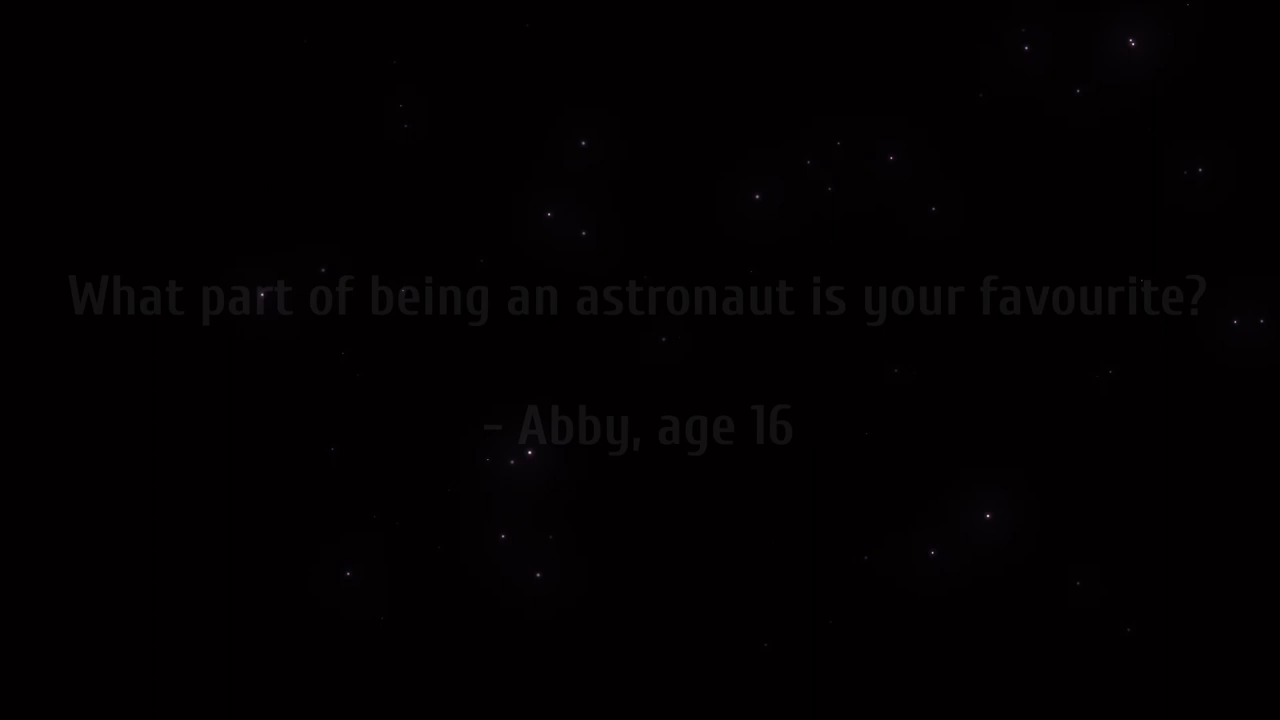 What part of being an astronaut is your favourite?
- Abby, age 16